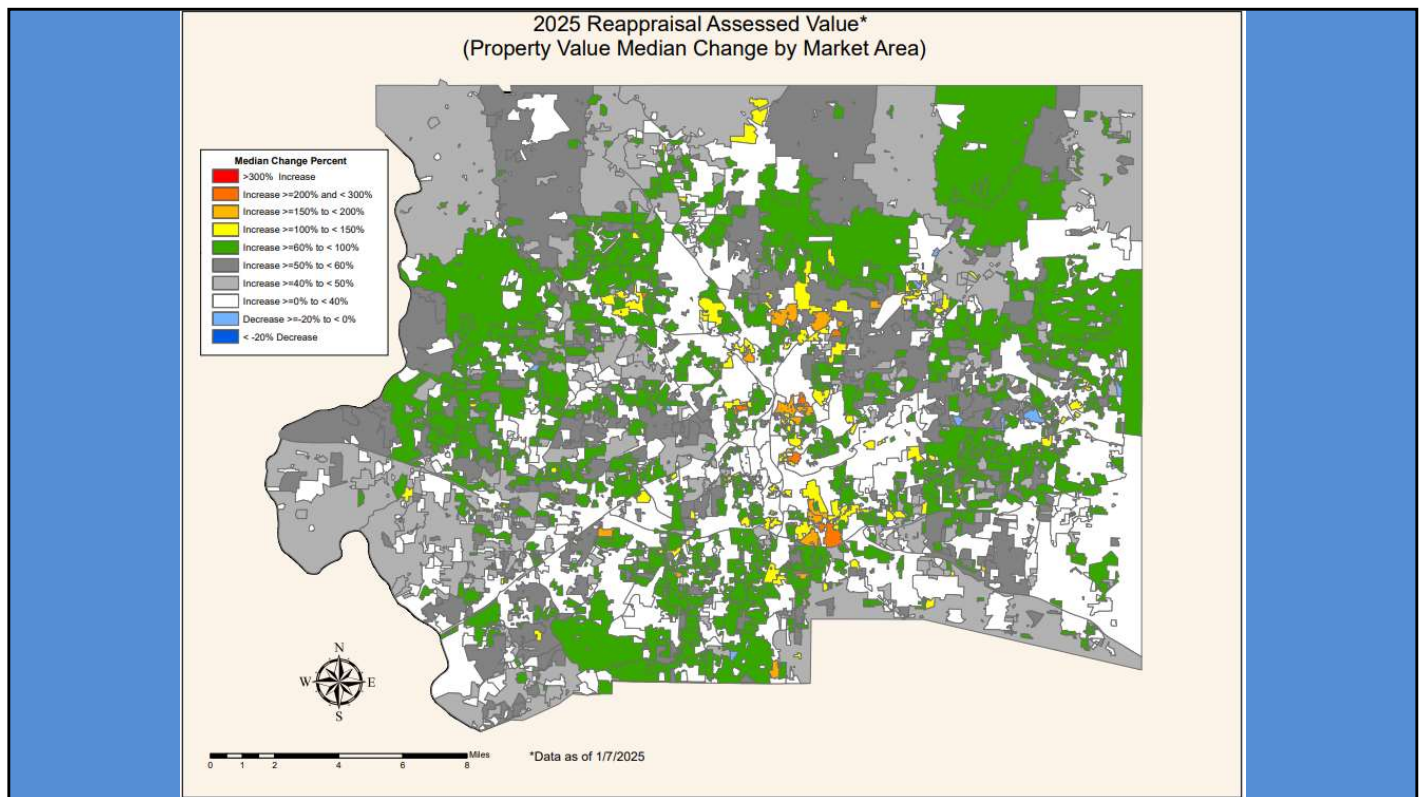 2025 Reappraisal Assessed Value*
(Property Value Median Change by Market Area)
Median Change Percent
>300% Increase
Increase >=200% and < 300%
Increase >=150% to < 200%
Increase >=100% to < 150%
Increase >=60% to < 100%
Increase >=50% to < 60%
Increase >=40% to < 50%
Increase >=0% to < 40%
Decrease >=-20% to < 0%
< -20% Decrease
N
W E
S
Miles
0 1 2 4 6 8
*Data as of 1/7/2025